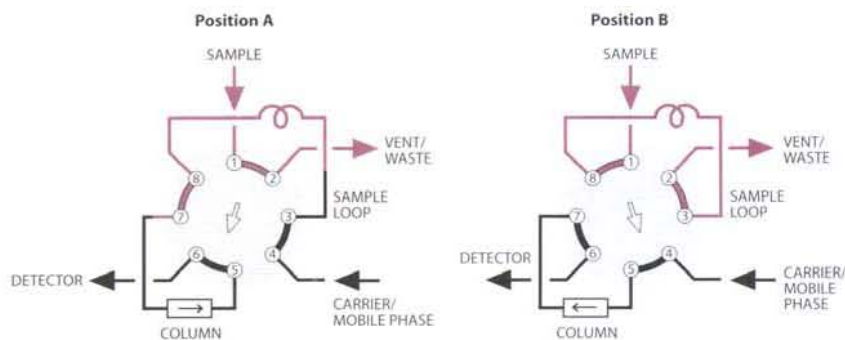 Position A
SAMPLE
VENT/
WASTE
1
2
8
7
3
SAMPLE
LOOP
6
5
4
DETECTOR
CARRIER/
MOBILE PHASE
COLUMN
Position B
SAMPLE
VENT/
WASTE
1
8
2
7
3
SAMPLE
LOOP
6
5
4
DETECTOR
CARRIER/
MOBILE
PHASE
COLUMN